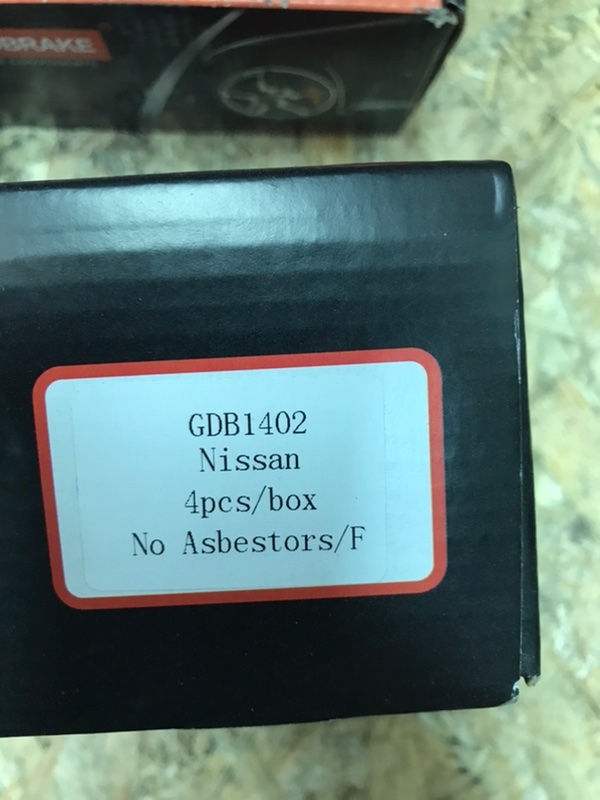 BRAKE
GDB1402
Nissan
4pcs/box
No Asbestors/F